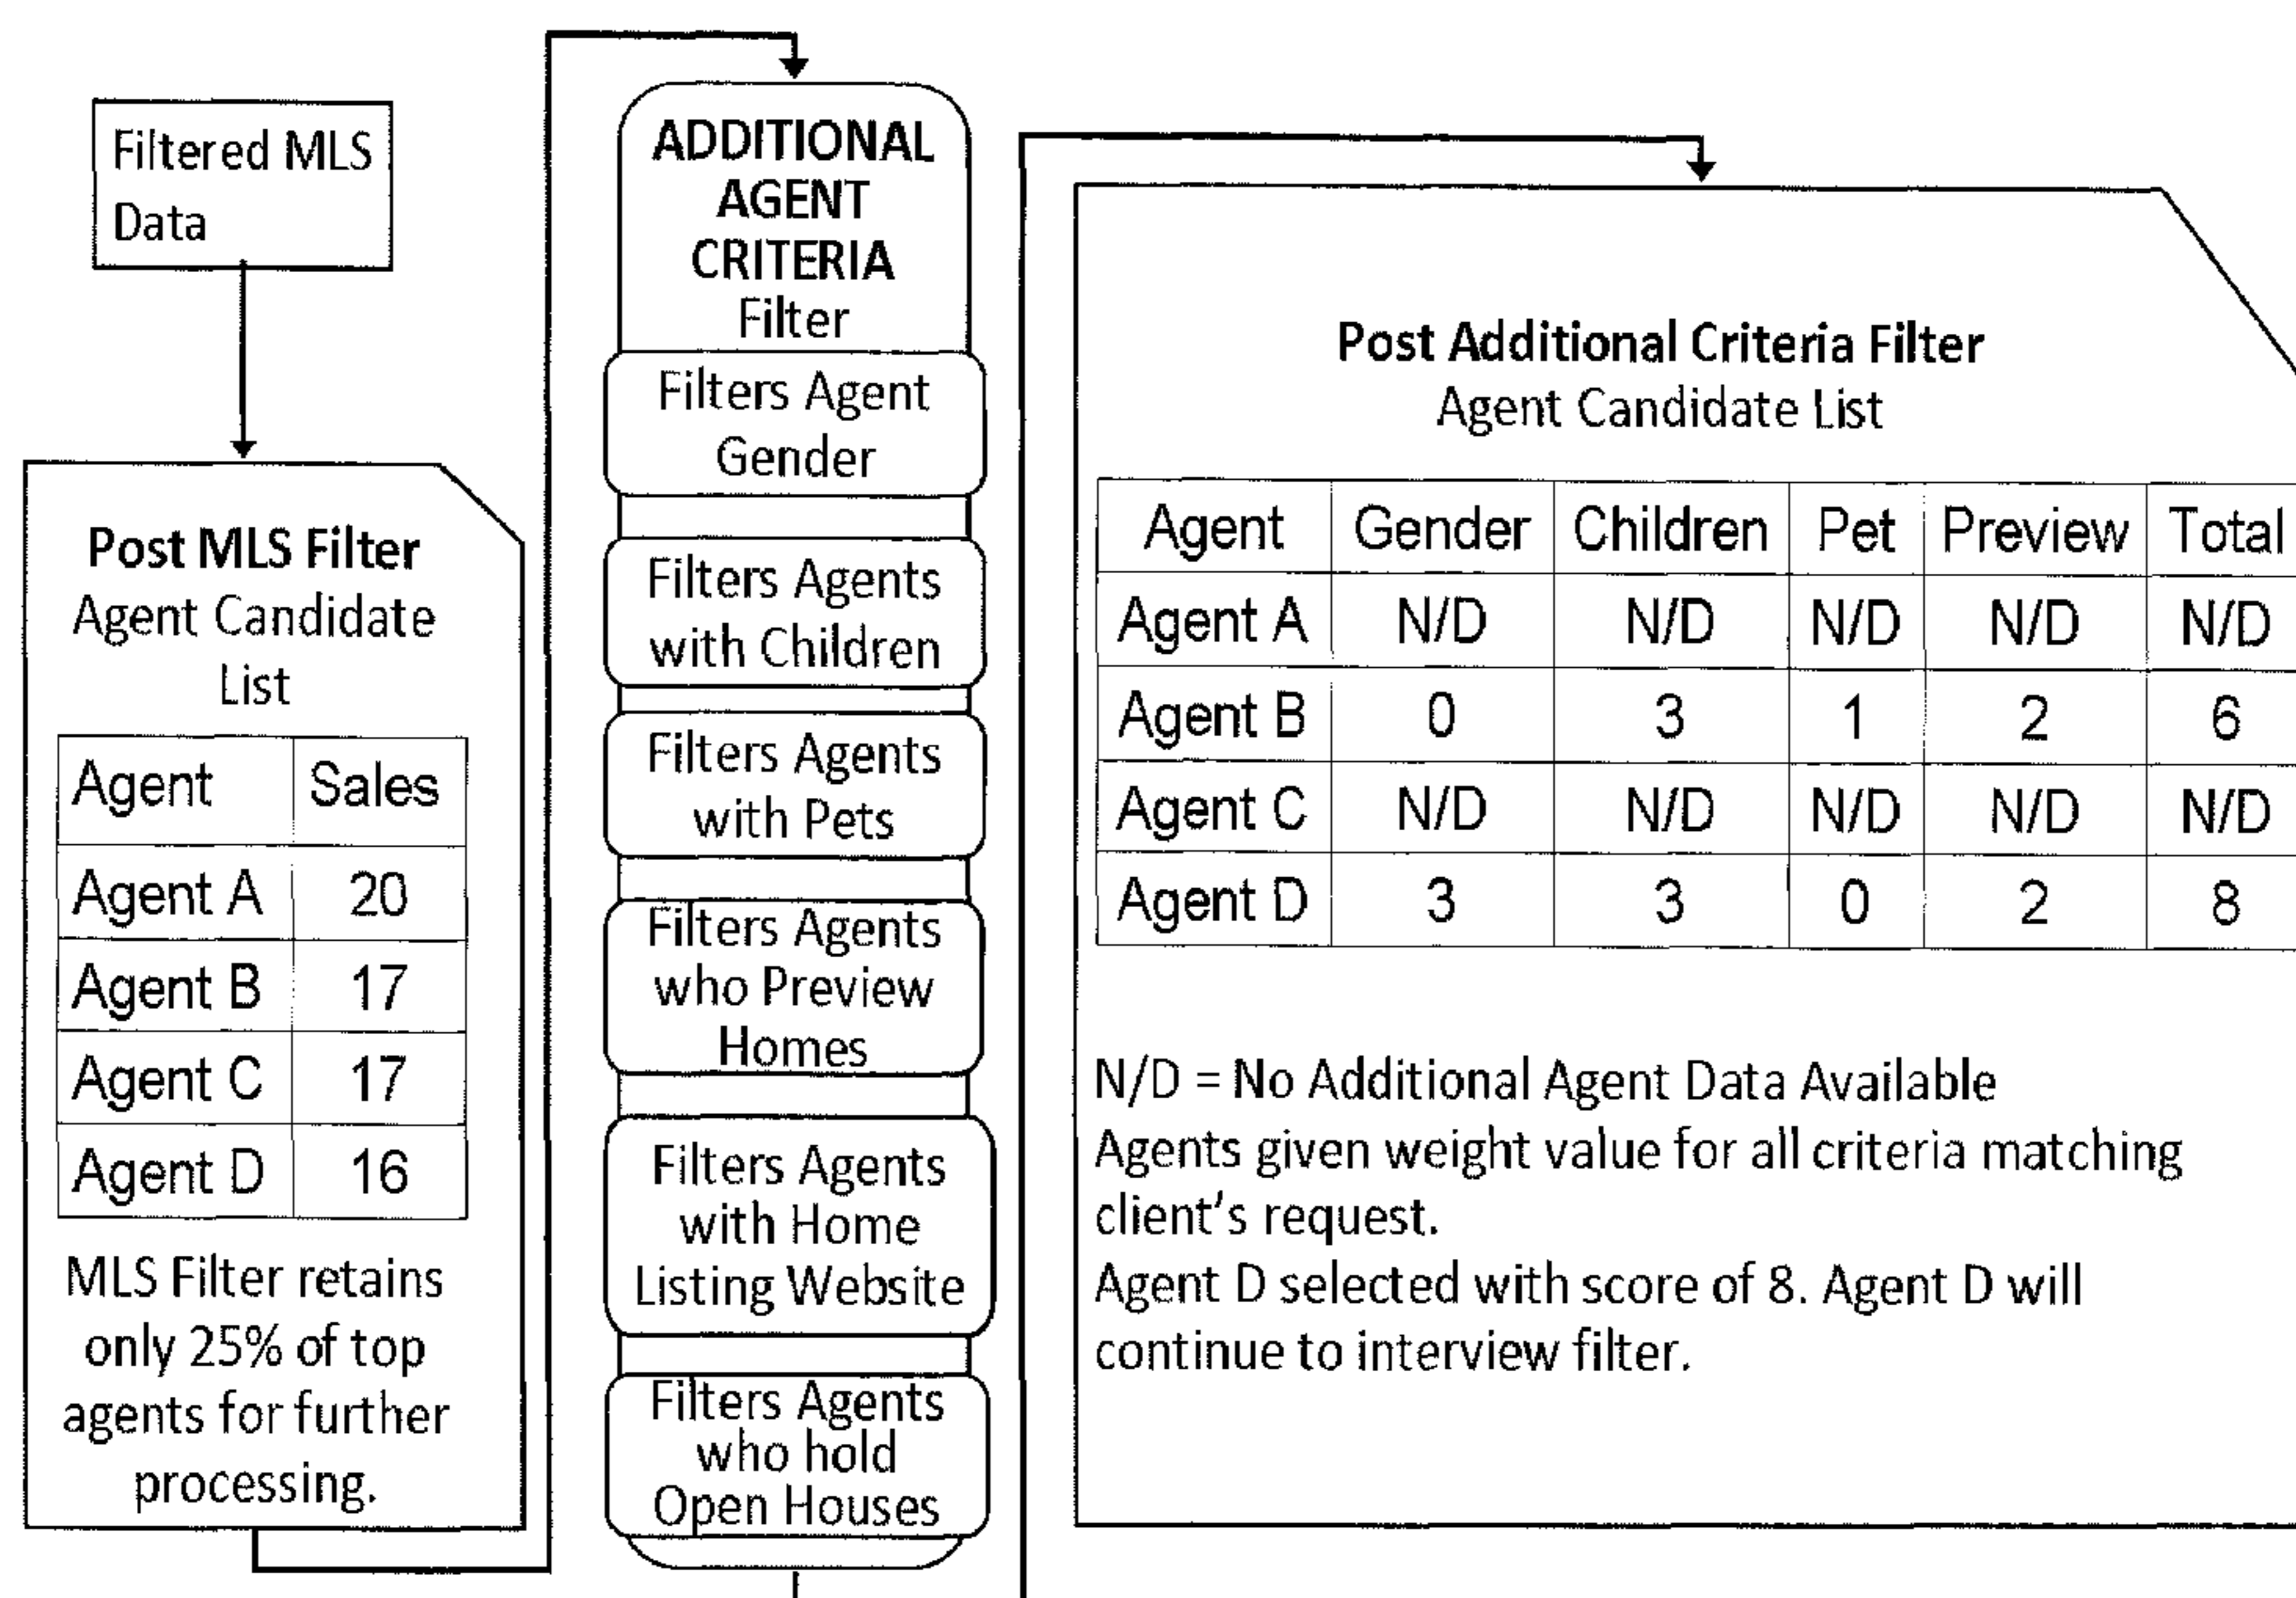 Filtered MLS
Data
Post MLS Filter
Agent Candidate
List
Agent Sales
Agent A 20
Agent B 17
Agent C 17
Agent D 16
MLS Filter retains
only 25% of top
agents for further
processing.
ADDITIONAL
AGENT
CRITERIA
Filter
Filters Agent
Gender
Filters Agents
with Children
Filters Agents
with Pets
Filters Agents
who Preview
Homes
Filters Agents
with Home
Listing Website
Filters Agents
who hold
Open Houses
Post Additional Criteria Filter
Agent Candidate List
Agent Gender Children Pet Preview Total
Agent A N/D N/D N/D N/D N/D
Agent B 0 3 1 2 6
Agent C N/D N/D N/D N/D N/D
Agent D 3 3 0 2 8
N/D = No Additional Agent Data Available
Agents given weight value for all criteria matching
client's request.
Agent D selected with score of 8. Agent D will
continue to interview filter.